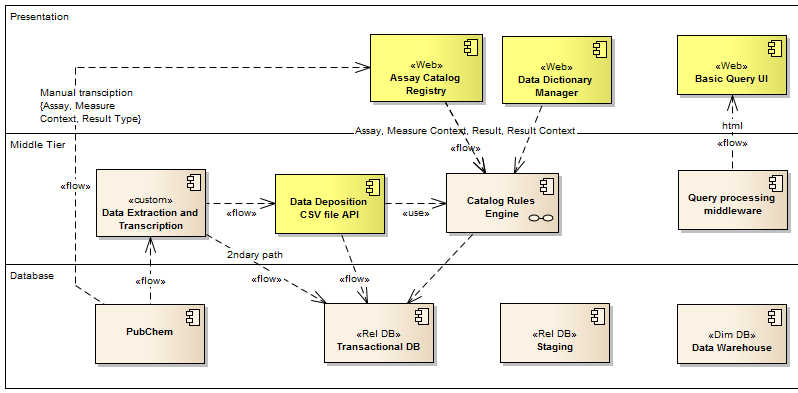 Presentation
«Web»
Assay Catalog
Registry
«Web»
Data Dictionary
Manager
«Web»
Basic Query UI
Manual transciption
{Assay, Measure
Context, Result Type}
html
Assay, Measure Context, Result, Result Context
Middle Tier
«flow»
«flow»
«flow»
«custom»
Data Extraction and
Transcription
«flow»
Data Deposition
CSV file API
«use»
Catalog Rules
Engine
Query processing
middleware
2ndary path
Database
«flow»
«flow»
«flow»
PubChem
«Rel DB»
Transactional DB
«Rel DB»
Staging
«Dim DB»
Data Warehouse